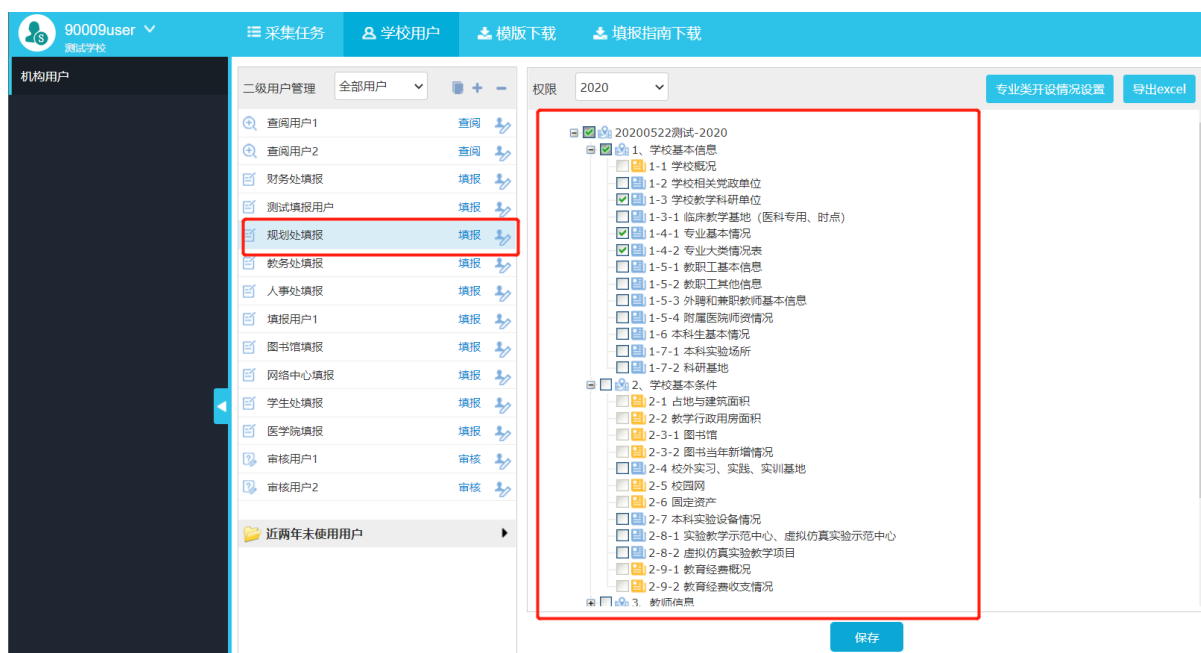 90009user
测试学校
采集任务
学校用户
模版下载
填报指南下载
机构用户
二级用户管理 全部用户
查阅用户1 查阅
查阅用户2 查阅
财务处填报 填报
测试填报用户 填报
规划处填报 填报
教务处填报 填报
人事处填报 填报
填报用户1 填报
图书馆填报 填报
网络中心填报 填报
学生处填报 填报
医学院填报 填报
审核用户1 审核
审核用户2 审核
近两年未使用用户
权限 2020
专业类开设情况设置
导出excel
20200522测试-2020
1、学校基本信息
1-1 学校概况
1-2 学校相关党政单位
1-3 学校教学科研单位
1-3-1 临床教学基地（医科专用、时点）
1-4-1 专业基本情况
1-4-2 专业大类情况表
1-5-1 教职工基本信息
1-5-2 教职工其他信息
1-5-3 外聘和兼职教师基本信息
1-5-4 附属医院师资情况
1-6 本科生基本情况
1-7-1 本科实验场所
1-7-2 科研基地
2、学校基本条件
2-1 占地与建筑面积
2-2 教学行政用房面积
2-3-1 图书馆
2-3-2 图书当年新增情况
2-4 校外实习、实践、实训基地
2-5 校园网
2-6 固定资产
2-7 本科实验设备情况
2-8-1 实验教学示范中心、虚拟仿真实验示范中心
2-8-2 虚拟仿真实验教学项目
2-9-1 教育经费概况
2-9-2 教育经费收支情况
3、教师信息
保存